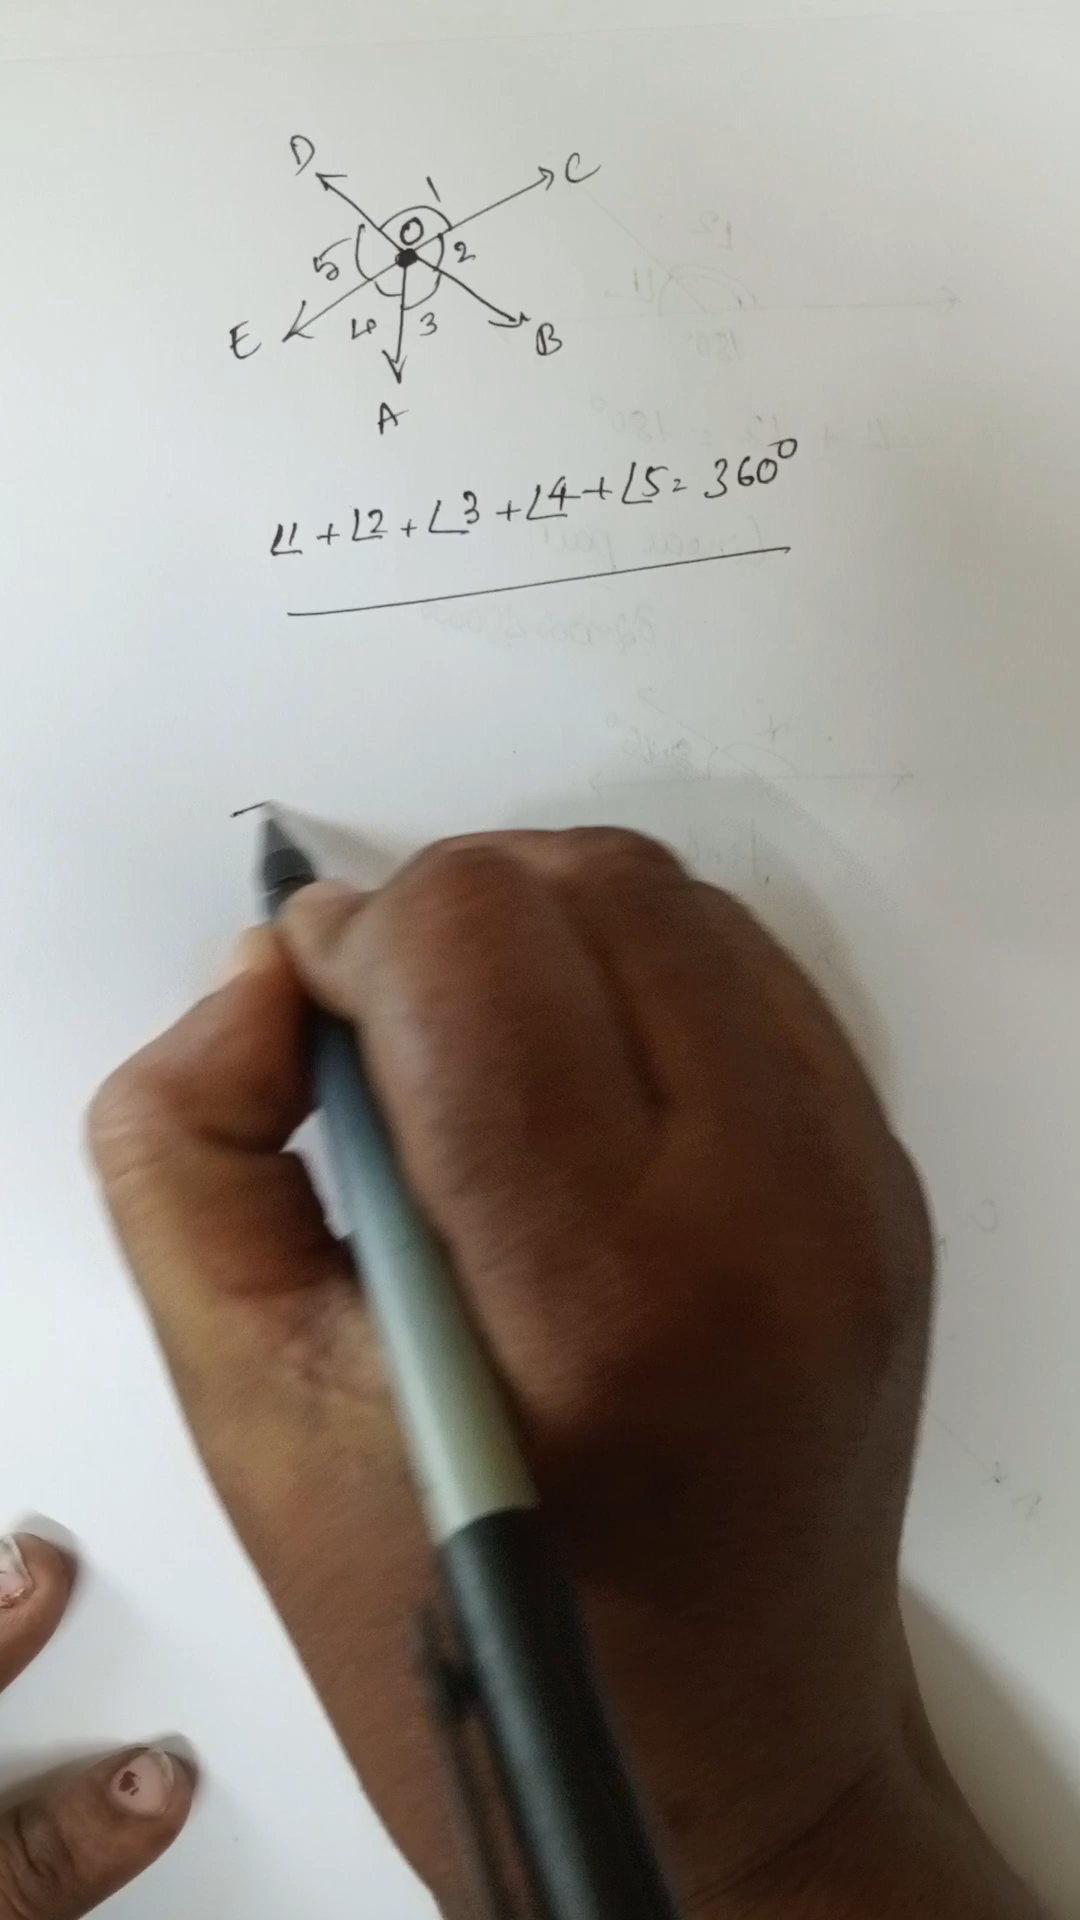 D
C
1
O
5
2
E
4
3
B
A
∠1 + ∠2 + ∠3 + ∠4 + ∠5 = 360°